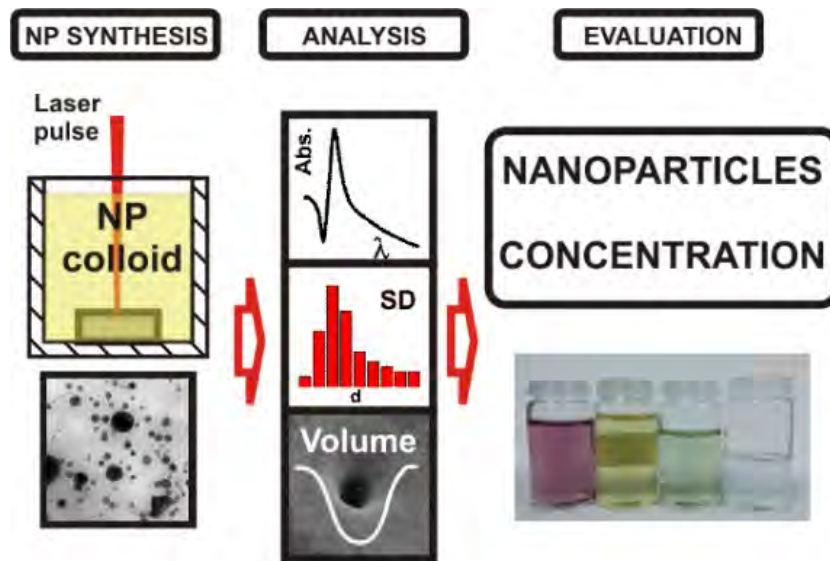 NP SYNTHESIS
ANALYSIS
EVALUATION
Laser
pulse
NP
colloid
Abs.
λ
SD
d
Volume
NANOPARTICLES
CONCENTRATION